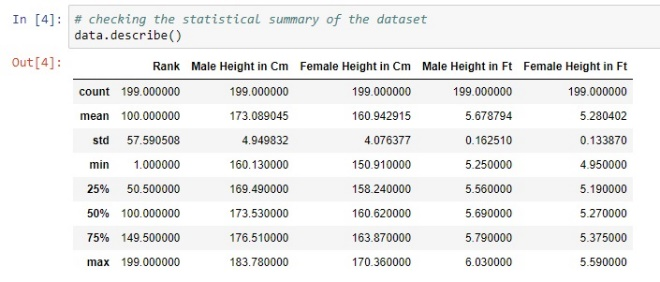 In [4]: # checking the statistical summary of the dataset
data.describe()
Out[4]:
Rank Male Height in Cm Female Height in Cm Male Height in Ft Female Height in Ft
count 199.000000 199.000000 199.000000 199.000000 199.000000
mean 100.000000 173.089045 160.942915 5.678794 5.280402
std 57.590508 4.949832 4.076377 0.162510 0.133870
min 1.000000 160.130000 150.910000 5.250000 4.950000
25% 50.500000 169.490000 158.240000 5.560000 5.190000
50% 100.000000 173.530000 160.620000 5.690000 5.270000
75% 149.500000 176.510000 163.870000 5.790000 5.375000
max 199.000000 183.780000 170.360000 6.030000 5.590000